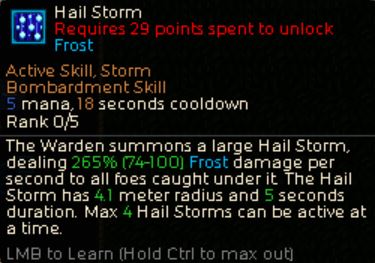 Hail Storm
Requires 29 points spent to unlock
Frost
Active Skill, Storm
Bombardment Skill
5 mana, 18 seconds cooldown
Rank 0/5
The Warden summons a large Hail Storm,
dealing 265% (74-100) Frost damage per
second to all foes caught under it. The Hail
Storm has 4.1 meter radius and 5 seconds
duration. Max 4 Hail Storms can be active at
a time.
LMB to Learn (Hold Ctrl to max out)